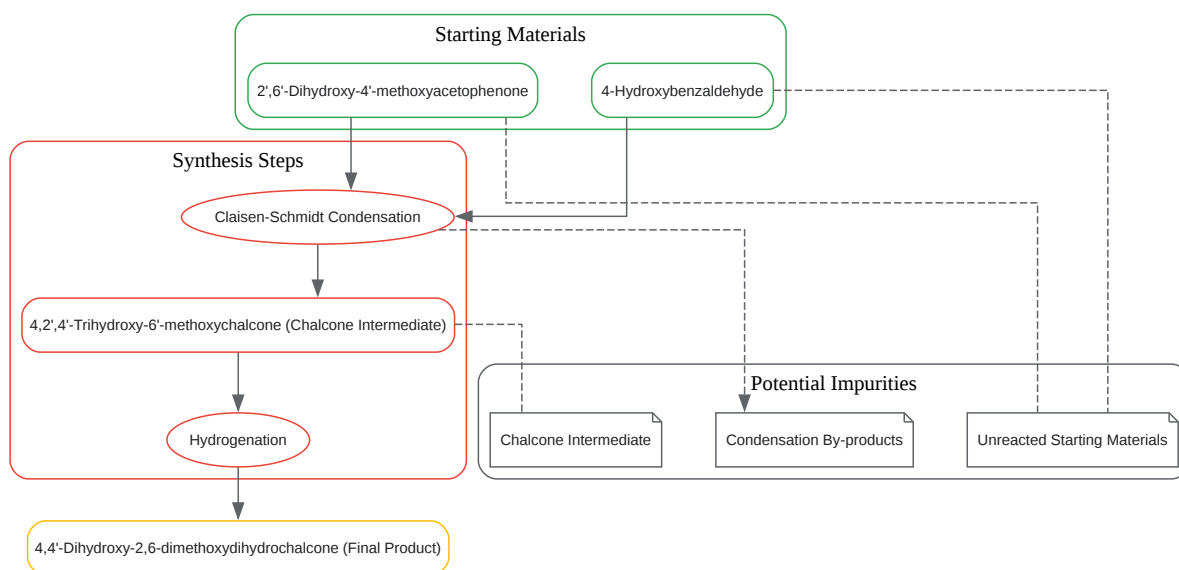 Starting Materials
2',6'-Dihydroxy-4'-methoxyacetophenone
4-Hydroxybenzaldehyde
Synthesis Steps
Claisen-Schmidt Condensation
4,2',4'-Trihydroxy-6'-methoxychalcone (Chalcone Intermediate)
Potential Impurities
Hydrogenation
Chalcone Intermediate
Condensation By-products
Unreacted Starting Materials
4,4'-Dihydroxy-2,6-dimethoxydihydrochalcone (Final Product)